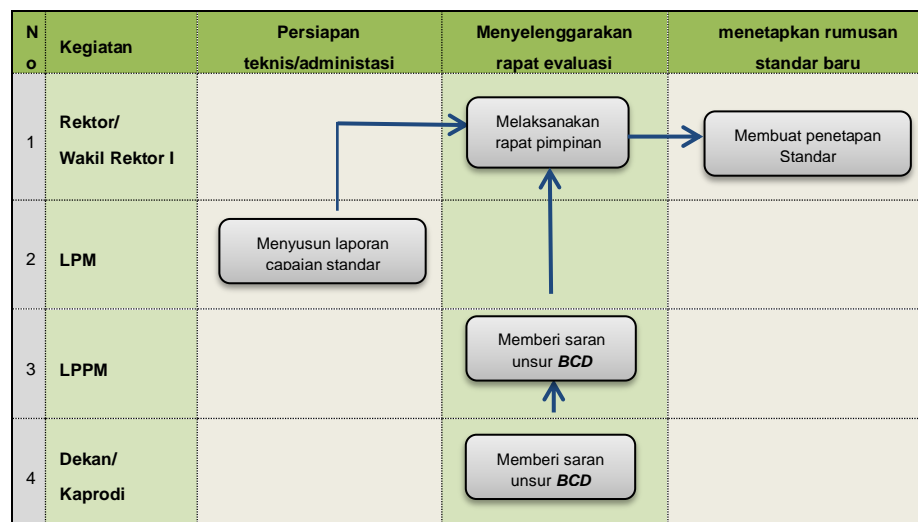 N
o
Kegiatan
Persiapan
teknis/administasi
Menyelenggarakan
rapat evaluasi
menetapkan rumusan
standar baru
1
Rektor/
Wakil Rektor I
Melaksanakan
rapat pimpinan
Membuat penetapan
Standar
2
LPM
Menyusun laporan
capaian standar
3
LPPM
Memberi saran
unsur BCD
4
Dekan/
Kaprodi
Memberi saran
unsur BCD